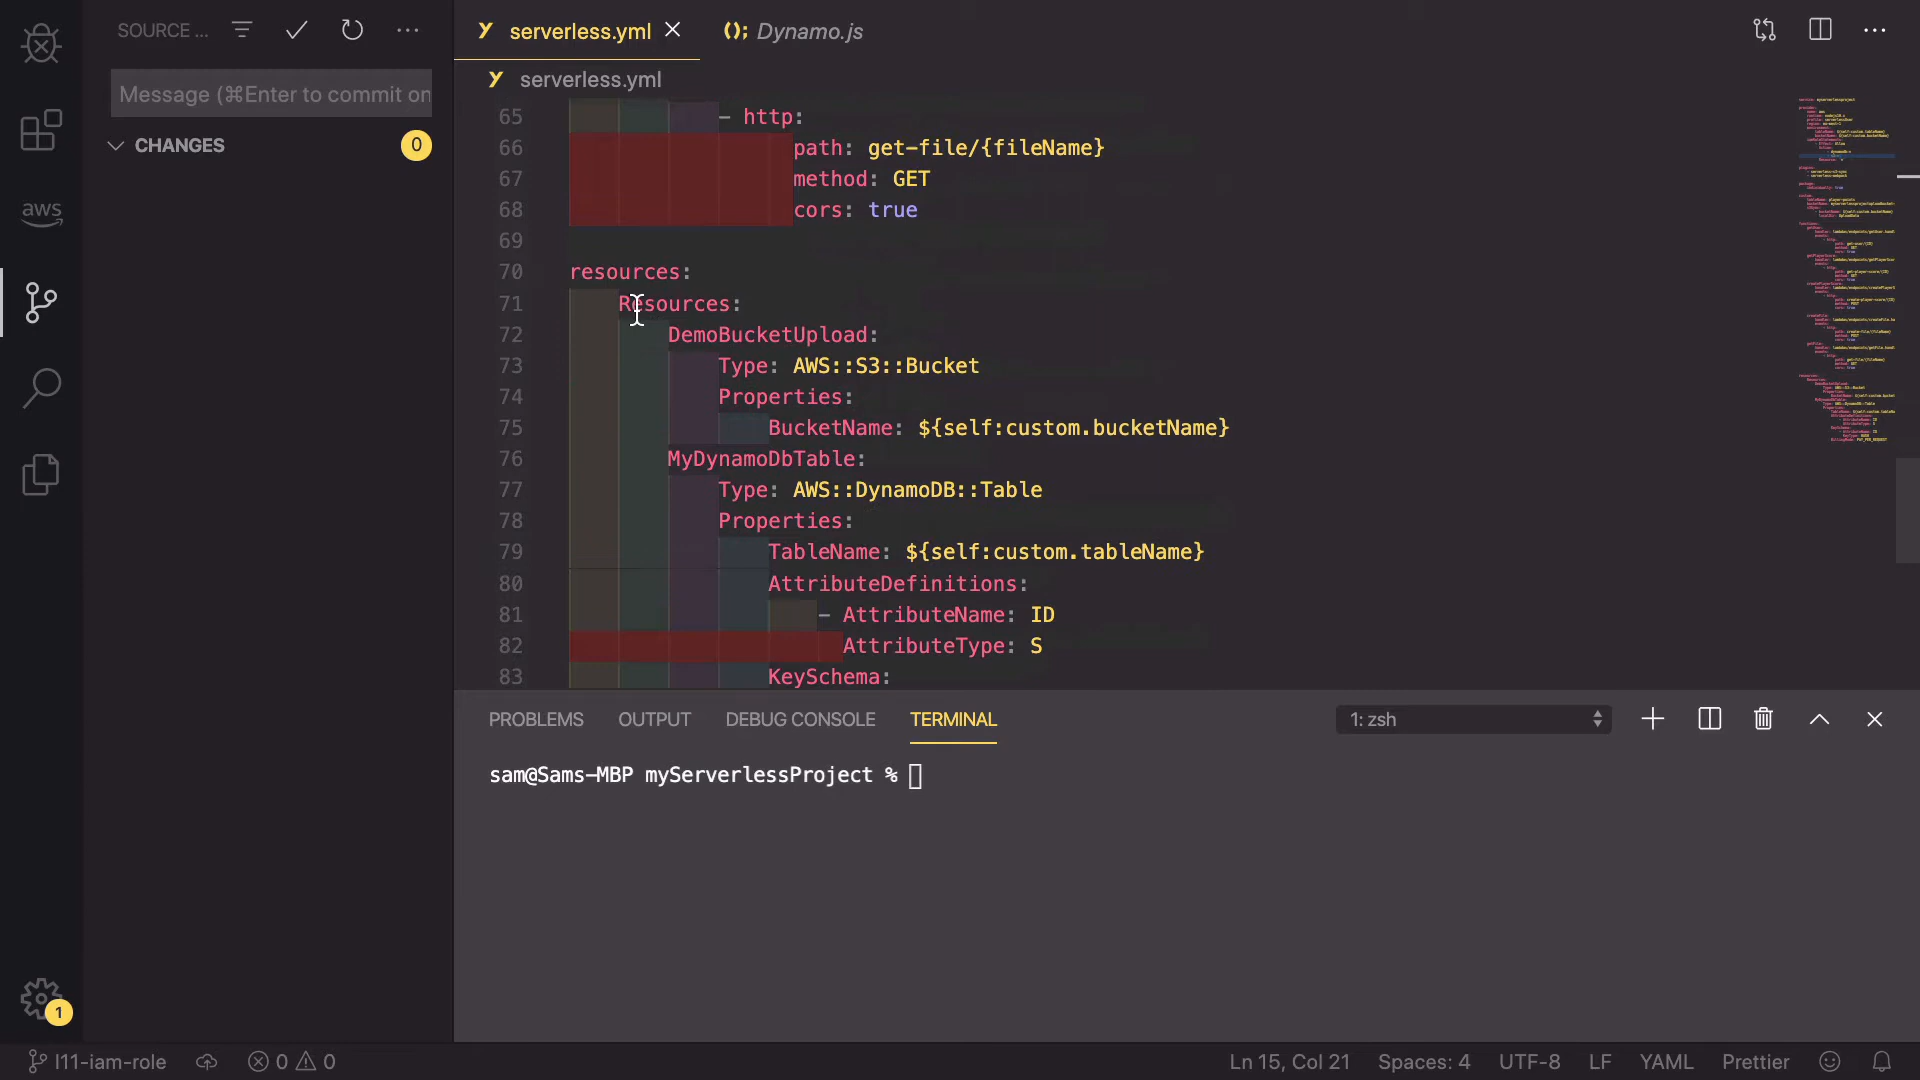 SOURCE ...
serverless.yml
Dynamo.js
Message (⌘Enter to commit on
CHANGES
0
aws
serverless.yml
65 - http:
66 path: get-file/{fileName}
67 method: GET
68 cors: true
69
70 resources:
71 Resources:
72 DemoBucketUpload:
73 Type: AWS::S3::Bucket
74 Properties:
75 BucketName: ${self:custom.bucketName}
76 MyDynamoDbTable:
77 Type: AWS::DynamoDB::Table
78 Properties:
79 TableName: ${self:custom.tableName}
80 AttributeDefinitions:
81 - AttributeName: ID
82 AttributeType: S
83 KeySchema:
PROBLEMS OUTPUT DEBUG CONSOLE TERMINAL
1: zsh
sam@Sams-MBP myServerlessProject %
1
l11-iam-role
0 0
Ln 15, Col 21 Spaces: 4 UTF-8 LF YAML Prettier